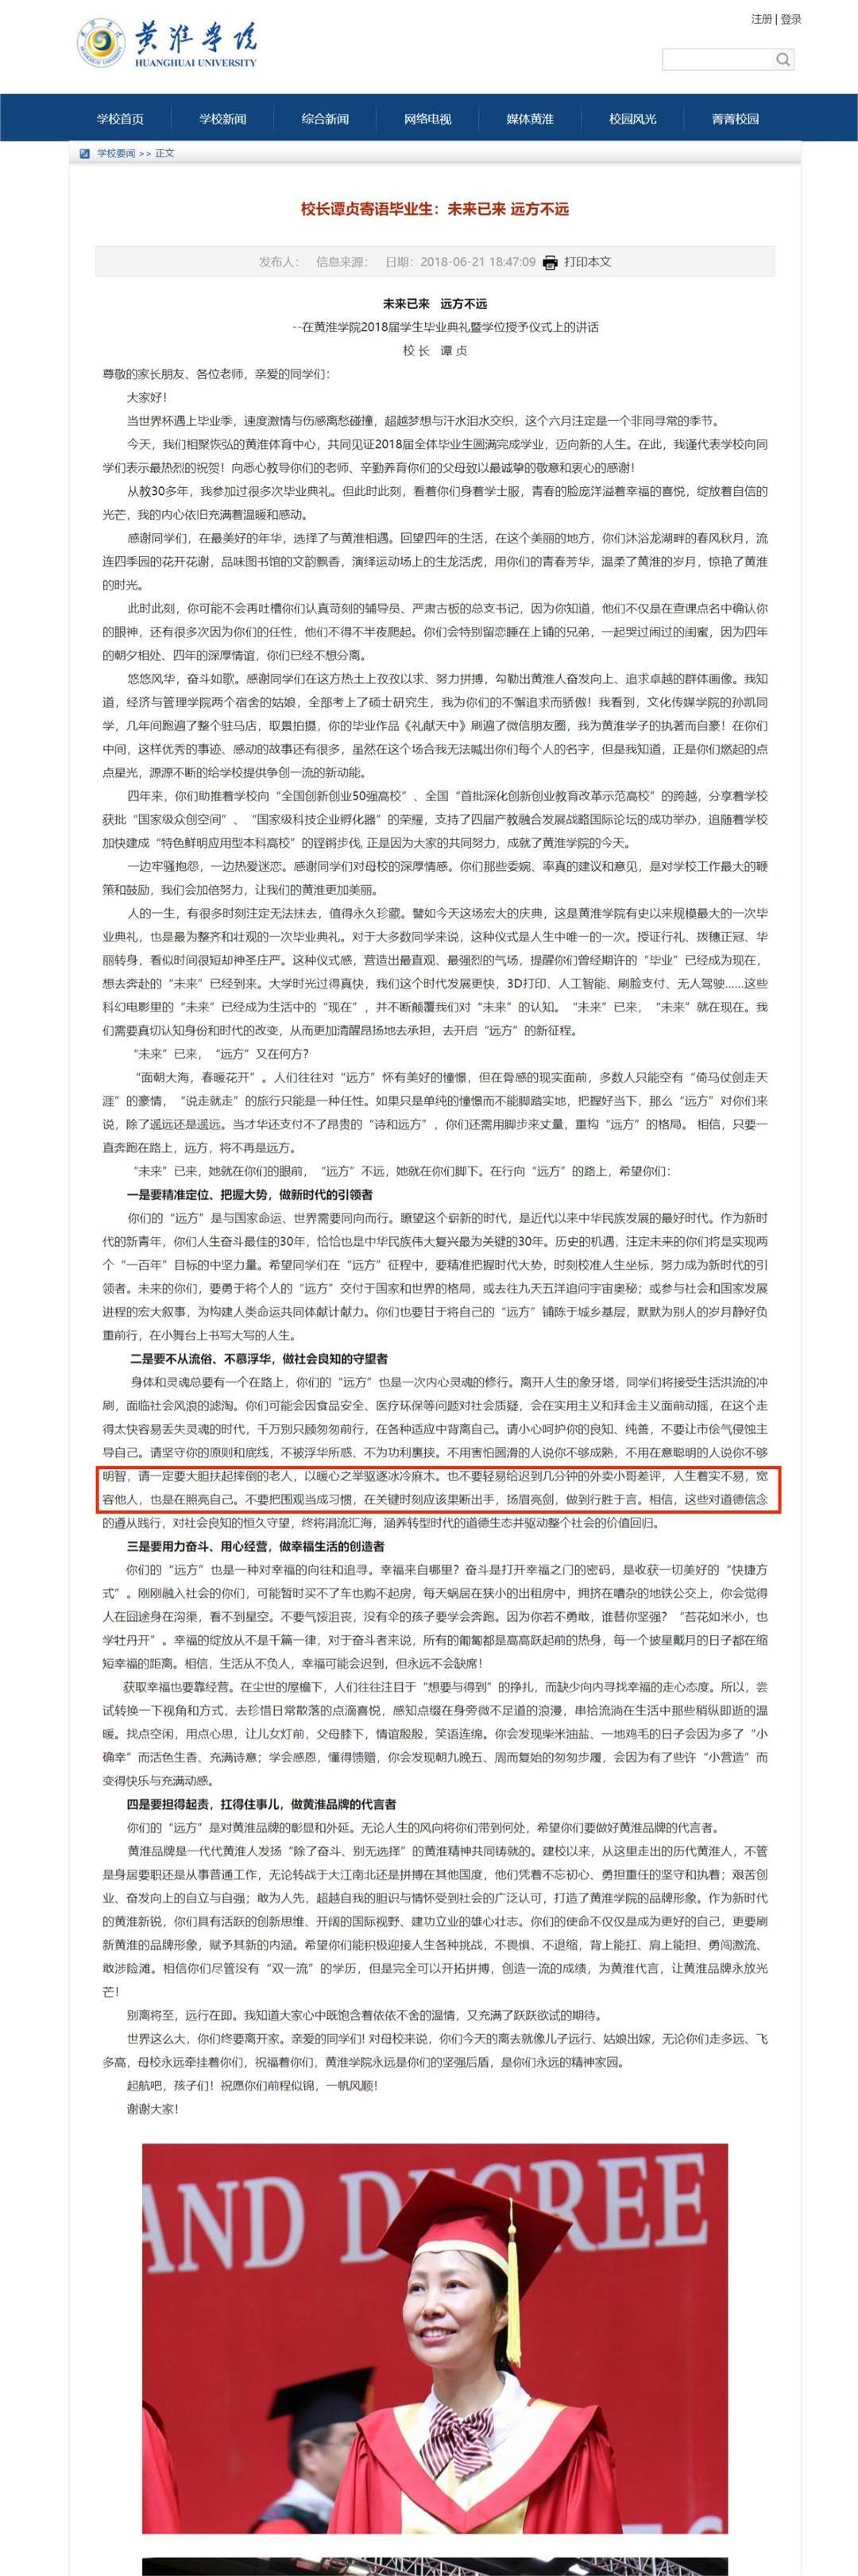 注册 | 登录
黄淮学院
HUANGHUAI UNIVERSITY
学校首页 学校新闻 综合新闻 网络电视 媒体黄淮 校园风光 菁菁校园
学校要闻 >> 正文
校长谭贞寄语毕业生：未来已来 远方不远
发布人： 信息来源： 日期：2018-06-21 18:47:09 打印本文
未来已来 远方不远
--在黄淮学院2018届学生毕业典礼暨学位授予仪式上的讲话
校 长 谭 贞
尊敬的家长朋友、各位老师，亲爱的同学们：
大家好！
当世界杯遇上毕业季，速度激情与伤感离愁碰撞，超越梦想与汗水泪水交织，这个六月注定是一个非同寻常的季节。
今天，我们相聚恢弘的黄淮体育中心，共同见证2018届全体毕业生圆满完成学业，迈向新的人生。在此，我谨代表学校向同
学们表示最热烈的祝贺！向悉心教导你们的老师、辛勤养育你们的父母致以最诚挚的敬意和衷心的感谢！
从教30多年，我参加过很多次毕业典礼。但此时此刻，看着你们身着学士服，青春的脸庞洋溢着幸福的喜悦，绽放着自信的
光芒，我的内心依旧充满着温暖和感动。
感谢同学们，在最美好的年华，选择了与黄淮相遇。回望四年的生活，在这个美丽的地方，你们沐浴龙湖畔的春风秋月，流
连四季园的花开花谢，品味图书馆的文韵飘香，演绎运动场上的生龙活虎，用你们的青春芳华，温柔了黄淮的岁月，惊艳了黄淮
的时光。
此时此刻，你可能不会再吐槽你们认真苛刻的辅导员、严肃古板的总支书记，因为你知道，他们不仅是在查课点名中确认你
的眼神，还有很多次因为你们的任性，他们不得不半夜爬起。你们会特别留恋睡在上铺的兄弟，一起哭过闹过的闺蜜，因为四年
的朝夕相处、四年的深厚情谊，你们已经不想分离。
悠悠风华，奋斗如歌。感谢同学们在这方热土上孜孜以求、努力拼搏，勾勒出黄淮人奋发向上、追求卓越的群体画像。我知
道，经济与管理学院两个宿舍的姑娘，全部考上了硕士研究生，我为你们的不懈追求而骄傲！我看到，文化传媒学院的孙凯同
学，几年间跑遍了整个驻马店，取景拍摄，你的毕业作品《礼献天中》刷遍了微信朋友圈，我为黄淮学子的执著而自豪！在你们
中间，这样优秀的事迹、感动的故事还有很多，虽然在这个场合我无法喊出你们每个人的名字，但是我知道，正是你们燃起的点
点星光，源源不断的给学校提供争创一流的新动能。
四年来，你们助推着学校向“全国创新创业50强高校”、全国“首批深化创新创业教育改革示范高校”的跨越，分享着学校
获批“国家级众创空间”、“国家级科技企业孵化器”的荣耀，支持了四届产教融合发展战略国际论坛的成功举办，追随着学校
加快建成“特色鲜明应用型本科高校”的铿锵步伐, 正是因为大家的共同努力，成就了黄淮学院的今天。
一边牢骚抱怨，一边热爱迷恋。感谢同学们对母校的深厚情感。你们那些委婉、率真的建议和意见，是对学校工作最大的鞭
策和鼓励，我们会加倍努力，让我们的黄淮更加美丽。
人的一生，有很多时刻注定无法抹去，值得永久珍藏。譬如今天这场宏大的庆典，这是黄淮学院有史以来规模最大的一次毕
业典礼，也是最为整齐和壮观的一次毕业典礼。对于大多数同学来说，这种仪式是人生中唯一的一次。授证行礼、拨穗正冠、华
丽转身，看似时间很短却神圣庄严。这种仪式感，营造出最直观、最强烈的气场，提醒你们曾经期许的“毕业”已经成为现在，
想去奔赴的“未来”已经到来。大学时光过得真快，我们这个时代发展更快，3D打印、人工智能、刷脸支付、无人驾驶……这些
科幻电影里的“未来”已经成为生活中的“现在”，并不断颠覆我们对“未来”的认知。“未来”已来，“未来”就在现在。我
们需要真切认知身份和时代的改变，从而更加清醒昂扬地去承担，去开启“远方”的新征程。
“未来”已来，“远方”又在何方？
“面朝大海，春暖花开”。人们往往对“远方”怀有美好的憧憬，但在骨感的现实面前，多数人只能空有“倚马仗剑走天
涯”的豪情，“说走就走”的旅行只能是一种任性。如果只是单纯的憧憬而不能脚踏实地，把握好当下，那么“远方”对你们来
说，除了遥远还是遥远。当才华还支付不了昂贵的“诗和远方”，你们还需用脚步来丈量，重构“远方”的格局。 相信，只要一
直奔跑在路上，远方，将不再是远方。
“未来”已来，她就在你们的眼前，“远方”不远，她就在你们脚下。在行向“远方”的路上，希望你们：
一是要精准定位、把握大势，做新时代的引领者
你们的“远方”是与国家命运、世界需要同向而行。瞭望这个崭新的时代，是近代以来中华民族发展的最好时代。作为新时
代的新青年，你们人生奋斗最佳的30年，恰恰也是中华民族伟大复兴最为关键的30年。历史的机遇，注定未来的你们将是实现两
个“一百年”目标的中坚力量。希望同学们在“远方”征程中，要精准把握时代大势，时刻校准人生坐标，努力成为新时代的引
领者。未来的你们，要勇于将个人的“远方”交付于国家和世界的格局，或去往九天五洋追问宇宙奥秘；或参与社会和国家发展
进程的宏大叙事，为构建人类命运共同体献计献力。你们也要甘于将自己的“远方”铺陈于城乡基层，默默为别人的岁月静好负
重前行，在小舞台上书写大写的人生。
二是要不从流俗、不慕浮华，做社会良知的守望者
身体和灵魂总要有一个在路上，你们的“远方”也是一次内心灵魂的修行。离开人生的象牙塔，同学们将接受生活洪流的冲
刷，面临社会风浪的滤淘。你们可能会因食品安全、医疗环保等问题对社会质疑，会在实用主义和拜金主义面前动摇，在这个走
得太快容易丢失灵魂的时代，千万别只顾匆匆前行，在各种适应中背离自己。请小心呵护你的良知、纯善，不要让市侩气侵蚀主
导自己。请坚守你的原则和底线，不被浮华所惑、不为功利裹挟。不用害怕圆滑的人说你不够成熟，不用在意聪明的人说你不够
明智，请一定要大胆扶起摔倒的老人，以暖心之举驱逐冰冷麻木。也不要轻易给迟到几分钟的外卖小哥差评，人生着实不易，宽
容他人，也是在照亮自己。不要把围观当成习惯，在关键时刻应该果断出手，扬眉亮剑，做到行胜于言。相信，这些对道德信念
的遵从践行，对社会良知的恒久守望，终将涓流汇海，涵养转型时代的道德生态并驱动整个社会的价值回归。
三是要用力奋斗、用心经营，做幸福生活的创造者
你们的“远方”也是一种对幸福的向往和追寻。幸福来自哪里？奋斗是打开幸福之门的密码，是收获一切美好的“快捷方
式”。刚刚融入社会的你们，可能暂时买不了车也购不起房，每天蜗居在狭小的出租房中，拥挤在嘈杂的地铁公交上，你会觉得
人在囧途身在沟渠，看不到星空。不要气馁沮丧，没有伞的孩子要学会奔跑。因为你若不勇敢，谁替你坚强？“苔花如米小，也
学牡丹开”。幸福的绽放从不是千篇一律，对于奋斗者来说，所有的匍匐都是高高跃起前的热身，每一个披星戴月的日子都在缩
短幸福的距离。相信，生活从不负人，幸福可能会迟到，但永远不会缺席！
获取幸福也要靠经营。在尘世的屋檐下，人们往往注目于“想要与得到”的挣扎，而缺少向内寻找幸福的走心态度。所以，尝
试转换一下视角和方式，去珍惜日常散落的点滴喜悦，感知点缀在身旁微不足道的浪漫，串拾流淌在生活中那些稍纵即逝的温
暖。找点空闲，用点心思，让儿女灯前，父母膝下，情谊殷殷，笑语连绵。你会发现柴米油盐、一地鸡毛的日子会因为多了“小
确幸”而活色生香、充满诗意；学会感恩，懂得馈赠，你会发现朝九晚五、周而复始的匆匆步履，会因为有了些许“小营造”而
变得快乐与充满动感。
四是要担得起责，扛得住事儿，做黄淮品牌的代言者
你们的“远方”是对黄淮品牌的彰显和外延。无论人生的风向将你们带到何处，希望你们要做好黄淮品牌的代言者。
黄淮品牌是一代代黄淮人发扬“除了奋斗、别无选择”的黄淮精神共同铸就的。建校以来，从这里走出的历代黄淮人，不管
是身居要职还是从事普通工作，无论转战于大江南北还是拼搏在其他国度，他们凭着不忘初心、勇担重任的坚守和执着；艰苦创
业、奋发向上的自立与自强；敢为人先，超越自我的胆识与情怀受到社会的广泛认可，打造了黄淮学院的品牌形象。作为新时代
的黄淮新锐，你们具有活跃的创新思维、开阔的国际视野、建功立业的雄心壮志。你们的使命不仅仅是成为更好的自己，更要刷
新黄淮的品牌形象，赋予其新的内涵。希望你们能积极迎接人生各种挑战，不畏惧、不退缩，背上能扛、肩上能担、勇闯激流、
敢涉险滩。相信你们尽管没有“双一流”的学历，但是完全可以开拓拼搏，创造一流的成绩，为黄淮代言，让黄淮品牌永放光
芒！
别离将至，远行在即。我知道大家心中既饱含着依依不舍的温情，又充满了跃跃欲试的期待。
世界这么大，你们终要离开家。亲爱的同学们! 对母校来说，你们今天的离去就像儿子远行、姑娘出嫁，无论你们走多远、飞
多高，母校永远牵挂着你们，祝福着你们，黄淮学院永远是你们的坚强后盾，是你们永远的精神家园。
起航吧，孩子们！祝愿你们前程似锦，一帆风顺！
谢谢大家！
AND DEGREE